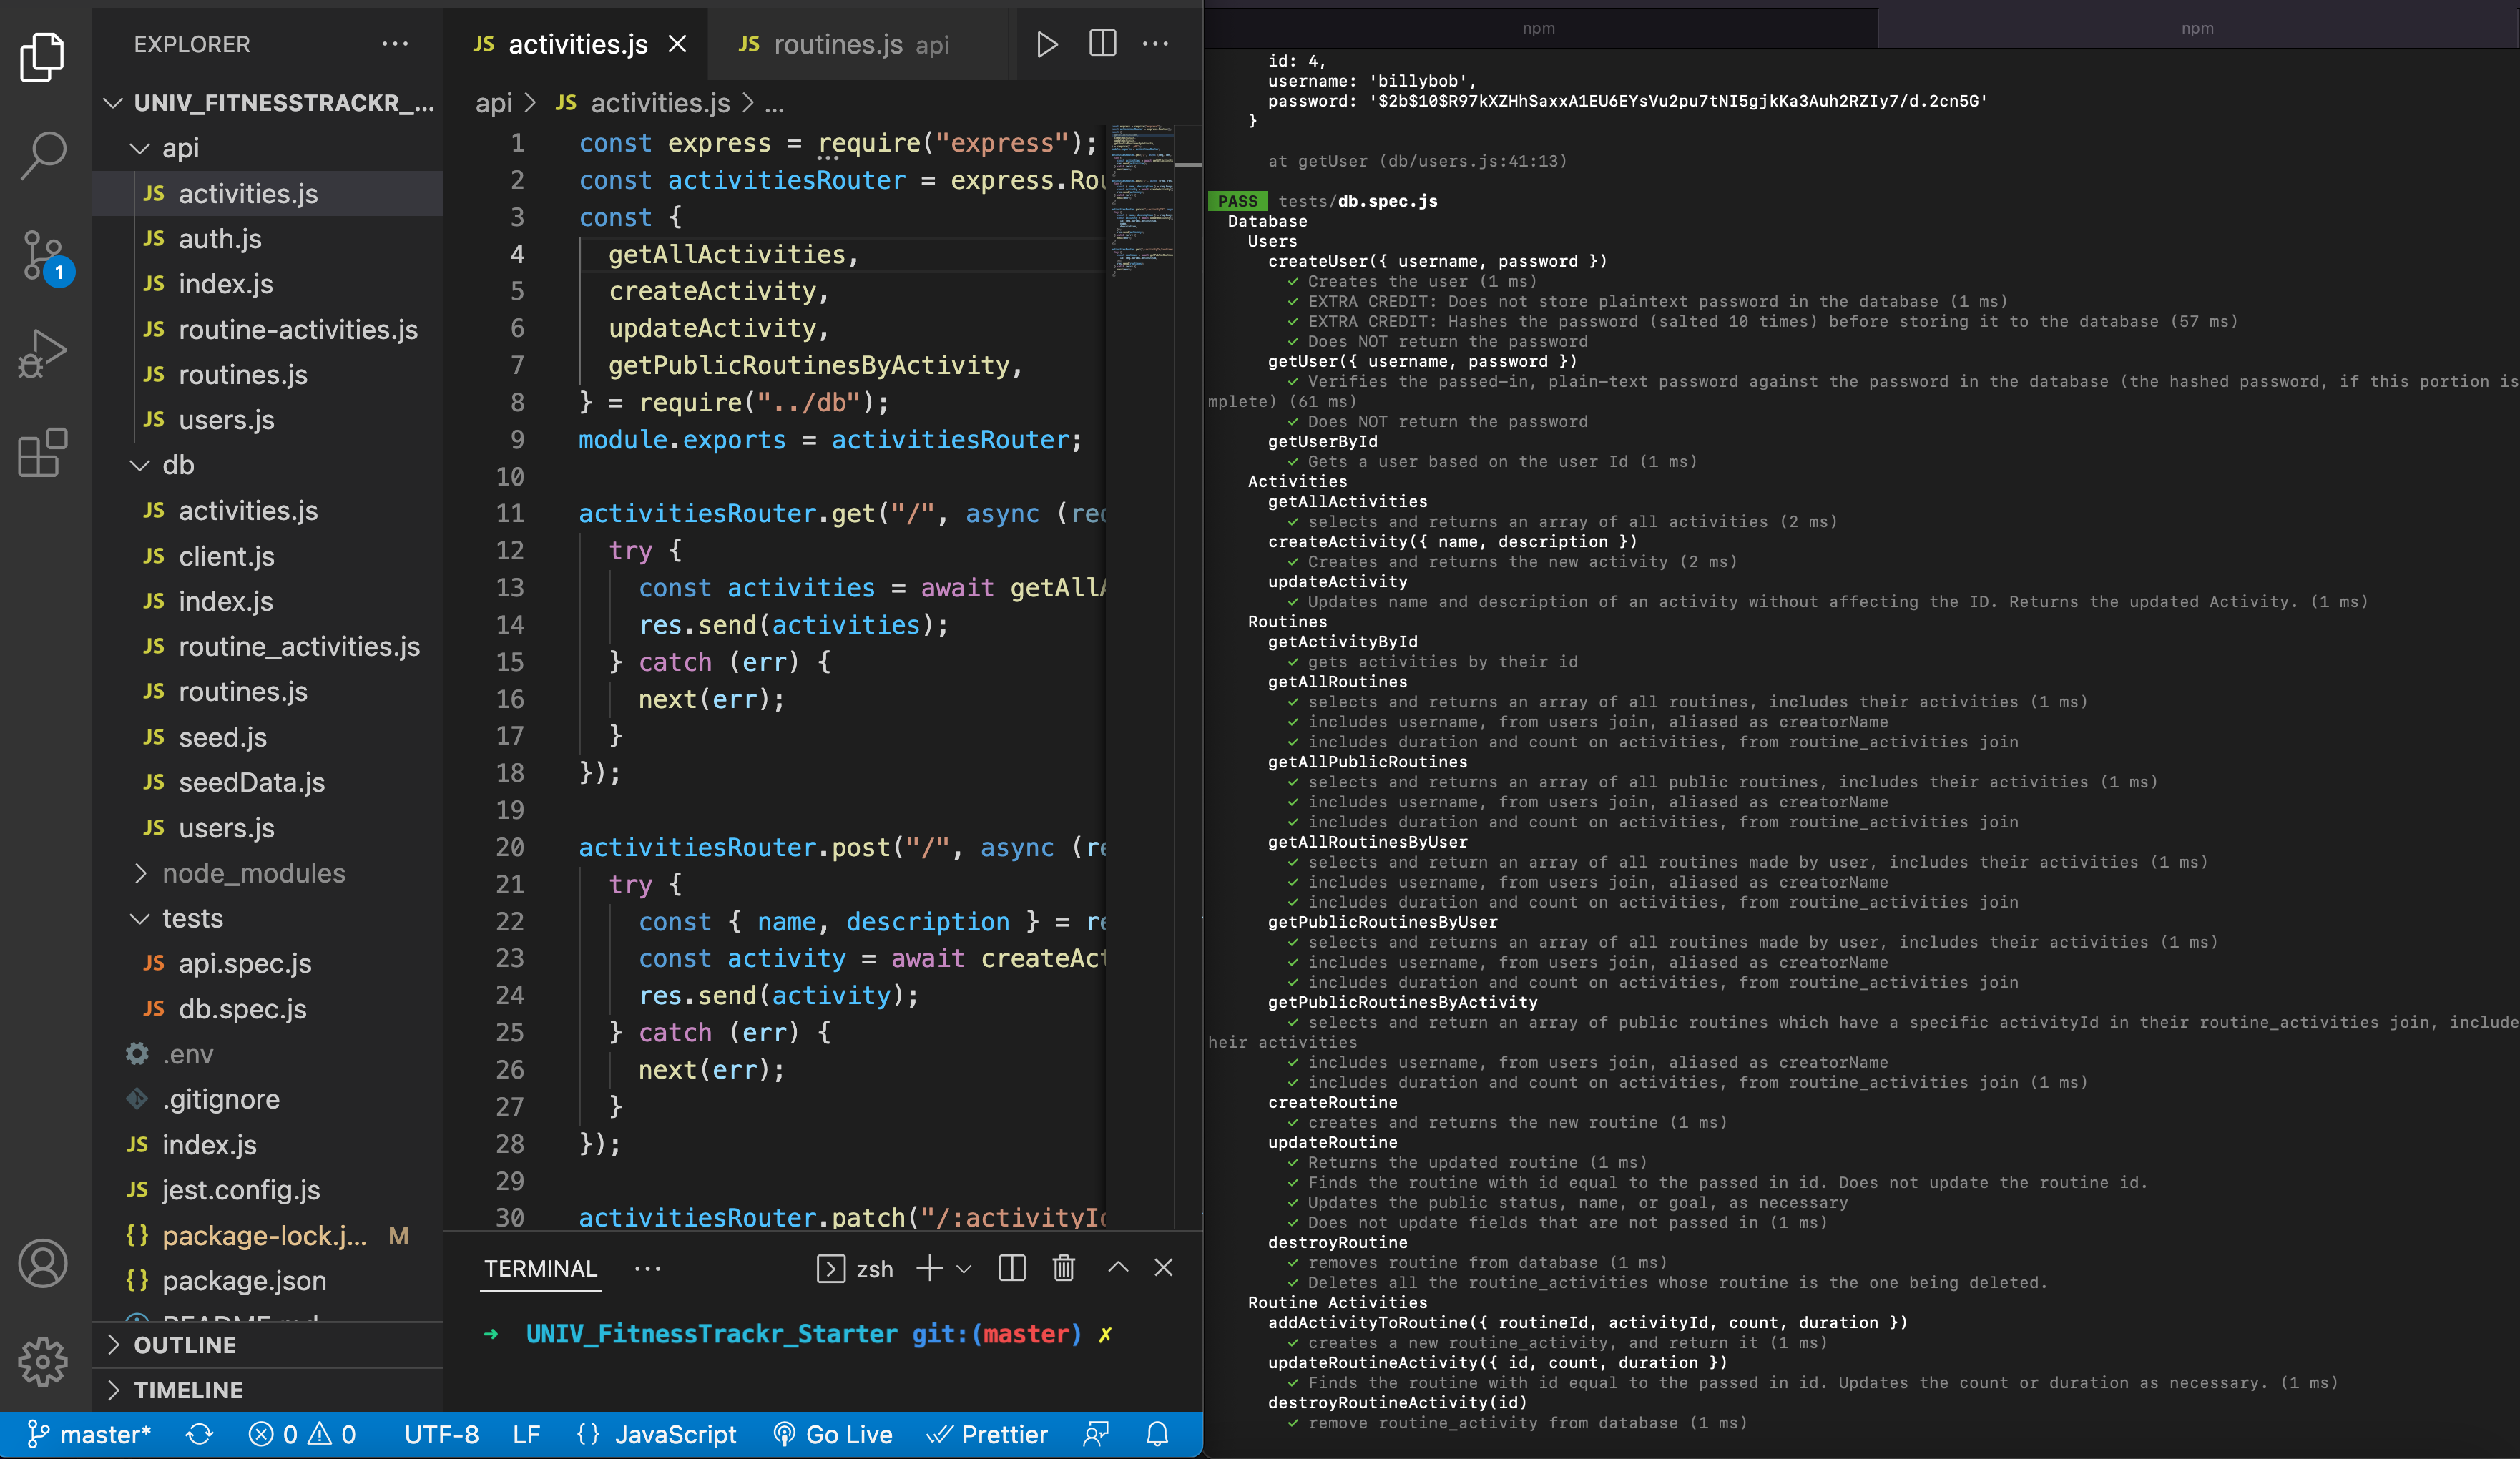 EXPLORER
UNIV_FITNESSTRACKR_...
api
JS activities.js
JS auth.js
JS index.js
JS routine-activities.js
JS routines.js
JS users.js
db
JS activities.js
JS client.js
JS index.js
JS routine_activities.js
JS routines.js
JS seed.js
JS seedData.js
JS users.js
node_modules
tests
JS api.spec.js
JS db.spec.js
.env
.gitignore
JS index.js
JS jest.config.js
{} package-lock.j... M
{} package.json
OUTLINE
TIMELINE
1
JS activities.js
JS routines.js api
api > JS activities.js > ...
1 const express = require("express");
2 const activitiesRouter = express.Rou
3 const {
4 getAllActivities,
5 createActivity,
6 updateActivity,
7 getPublicRoutinesByActivity,
8 } = require("../db");
9 module.exports = activitiesRouter;
10
11 activitiesRouter.get("/", async (req
12 try {
13 const activities = await getAllA
14 res.send(activities);
15 } catch (err) {
16 next(err);
17 }
18 });
19
20 activitiesRouter.post("/", async (re
21 try {
22 const { name, description } = re
23 const activity = await createAct
24 res.send(activity);
25 } catch (err) {
26 next(err);
27 }
28 });
29
30 activitiesRouter.patch("/:activityId
TERMINAL
zsh
➜ UNIV_FitnessTrackr_Starter git:(master) ✗
master* 0 0 UTF-8 LF {} JavaScript Go Live Prettier
npm
npm
id: 4,
username: 'billybob',
password: '$2b$10$R97kXZHhSaxxA1EU6EYsVu2pu7tNI5gjkKa3Auh2RZIy7/d.2cn5G'
}
at getUser (db/users.js:41:13)
PASS tests/db.spec.js
Database
Users
createUser({ username, password })
✓ Creates the user (1 ms)
✓ EXTRA CREDIT: Does not store plaintext password in the database (1 ms)
✓ EXTRA CREDIT: Hashes the password (salted 10 times) before storing it to the database (57 ms)
✓ Does NOT return the password
getUser({ username, password })
✓ Verifies the passed-in, plain-text password against the password in the database (the hashed password, if this portion is
mplete) (61 ms)
✓ Does NOT return the password
getUserById
✓ Gets a user based on the user Id (1 ms)
Activities
getAllActivities
✓ selects and returns an array of all activities (2 ms)
createActivity({ name, description })
✓ Creates and returns the new activity (2 ms)
updateActivity
✓ Updates name and description of an activity without affecting the ID. Returns the updated Activity. (1 ms)
Routines
getActivityById
✓ gets activities by their id
getAllRoutines
✓ selects and returns an array of all routines, includes their activities (1 ms)
✓ includes username, from users join, aliased as creatorName
✓ includes duration and count on activities, from routine_activities join
getAllPublicRoutines
✓ selects and returns an array of all public routines, includes their activities (1 ms)
✓ includes username, from users join, aliased as creatorName
✓ includes duration and count on activities, from routine_activities join
getAllRoutinesByUser
✓ selects and return an array of all routines made by user, includes their activities (1 ms)
✓ includes username, from users join, aliased as creatorName
✓ includes duration and count on activities, from routine_activities join
getPublicRoutinesByUser
✓ selects and returns an array of all routines made by user, includes their activities (1 ms)
✓ includes username, from users join, aliased as creatorName
✓ includes duration and count on activities, from routine_activities join
getPublicRoutinesByActivity
✓ selects and return an array of public routines which have a specific activityId in their routine_activities join, include
heir activities
✓ includes username, from users join, aliased as creatorName
✓ includes duration and count on activities, from routine_activities join (1 ms)
createRoutine
✓ creates and returns the new routine (1 ms)
updateRoutine
✓ Returns the updated routine (1 ms)
✓ Finds the routine with id equal to the passed in id. Does not update the routine id.
✓ Updates the public status, name, or goal, as necessary
✓ Does not update fields that are not passed in (1 ms)
destroyRoutine
✓ removes routine from database (1 ms)
✓ Deletes all the routine_activities whose routine is the one being deleted.
Routine Activities
addActivityToRoutine({ routineId, activityId, count, duration })
✓ creates a new routine_activity, and return it (1 ms)
updateRoutineActivity({ id, count, duration })
✓ Finds the routine with id equal to the passed in id. Updates the count or duration as necessary. (1 ms)
destroyRoutineActivity(id)
✓ remove routine_activity from database (1 ms)